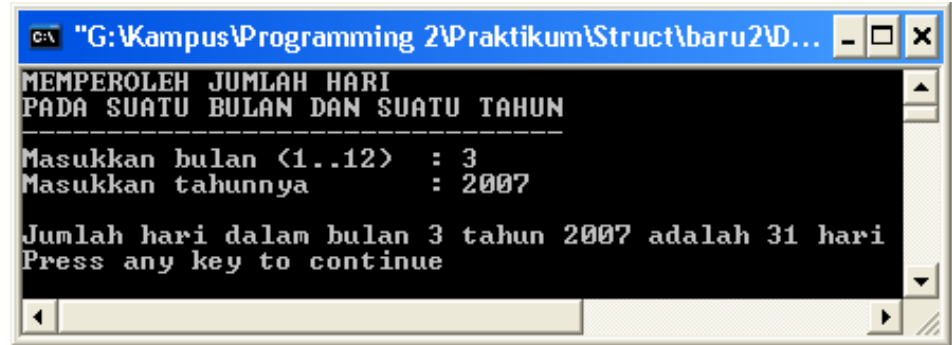 "G:\Kampus\Programming 2\Praktikum\Struct\baru2\D...
MEMPEROLEH JUMLAH HARI
PADA SUATU BULAN DAN SUATU TAHUN
---------------------------------
Masukkan bulan (1..12)  : 3
Masukkan tahunnya       : 2007
Jumlah hari dalam bulan 3 tahun 2007 adalah 31 hari
Press any key to continue